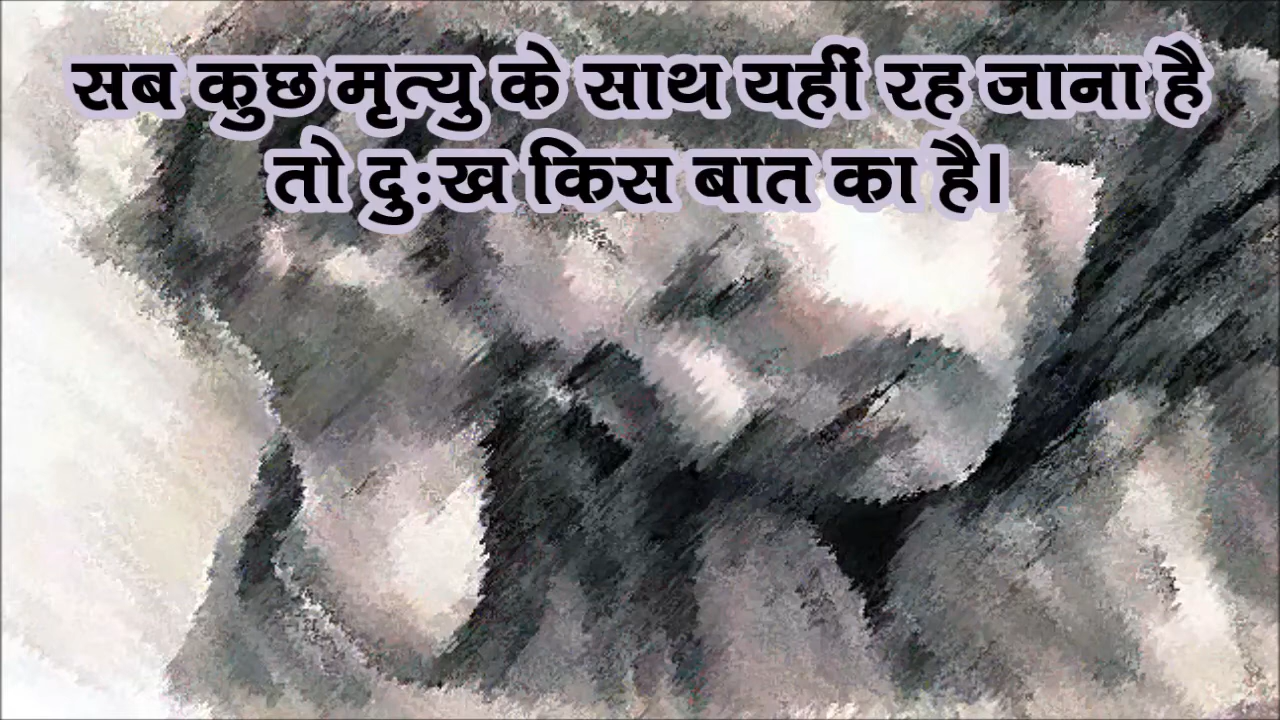 सब कुछ मृत्यु के साथ यहीं रह जाना है
तो दु:ख किस बात का है।